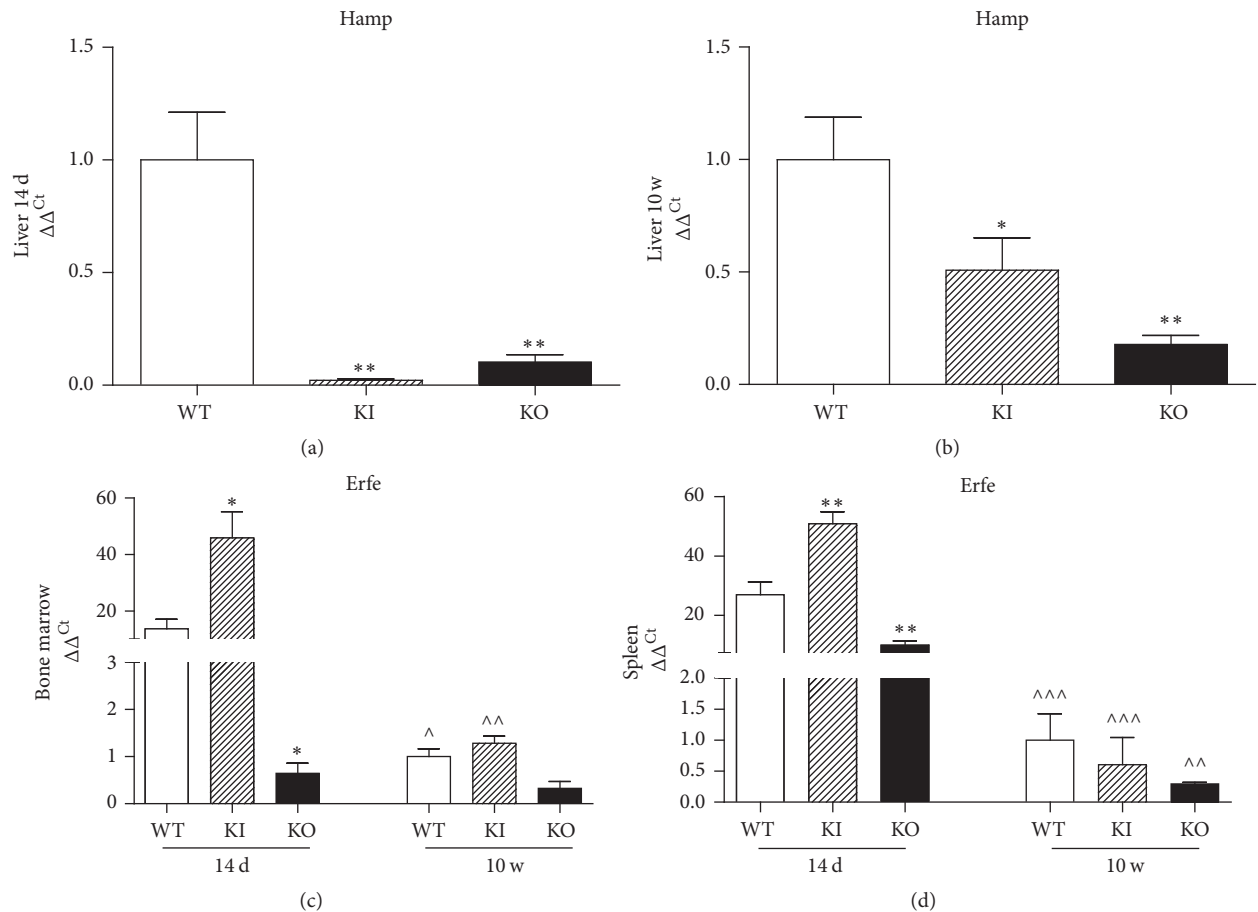 Hamp
Liver 14 d
ΔΔCt
1.5
1.0
0.5
0.0
**
**
WT KI KO
(a)
Hamp
Liver 10 w
ΔΔCt
1.5
1.0
0.5
0.0
*
**
WT KI KO
(b)
Erfe
Bone marrow
ΔΔCt
60
40
20
3
2
1
0
*
*
^
^^
WT KI KO WT KI KO
14 d 10 w
(c)
Erfe
Spleen
ΔΔCt
60
40
20
2.0
1.5
1.0
0.5
0.0
**
**
^^^
^^^
^^
WT KI KO WT KI KO
14 d 10 w
(d)